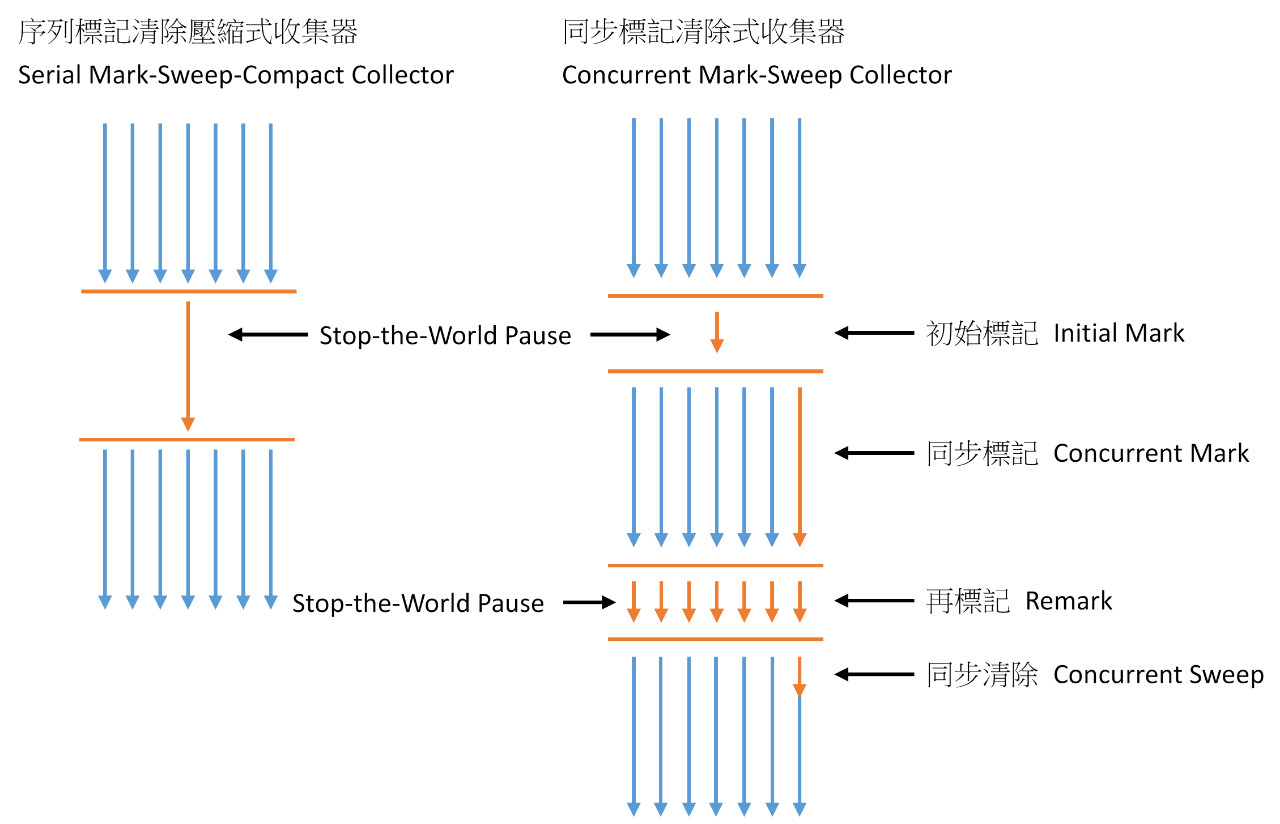 序列標記清除壓縮式收集器
Serial Mark-Sweep-Compact Collector
同步標記清除式收集器
Concurrent Mark-Sweep Collector
Stop-the-World Pause
初始標記 Initial Mark
同步標記 Concurrent Mark
Stop-the-World Pause
再標記 Remark
同步清除 Concurrent Sweep